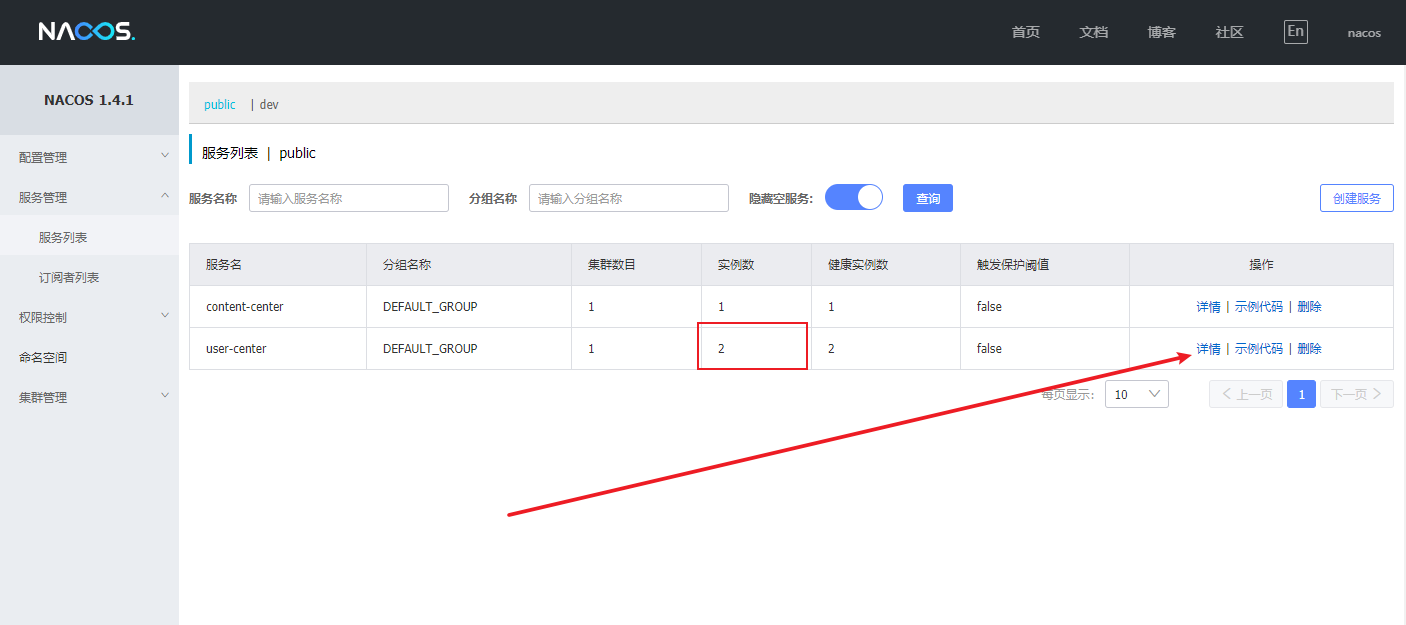 NACOS. 首页 文档 博客 社区 En nacos
NACOS 1.4.1
配置管理
服务管理
服务列表
订阅者列表
权限控制
命名空间
集群管理
public | dev
服务列表 | public
服务名称 请输入服务名称 分组名称 请输入分组名称 隐藏空服务: 查询 创建服务
服务名 分组名称 集群数目 实例数 健康实例数 触发保护阈值 操作
content-center DEFAULT_GROUP 1 1 1 false 详情 | 示例代码 | 删除
user-center DEFAULT_GROUP 1 2 2 false 详情 | 示例代码 | 删除
每页显示: 10 上一页 1 下一页